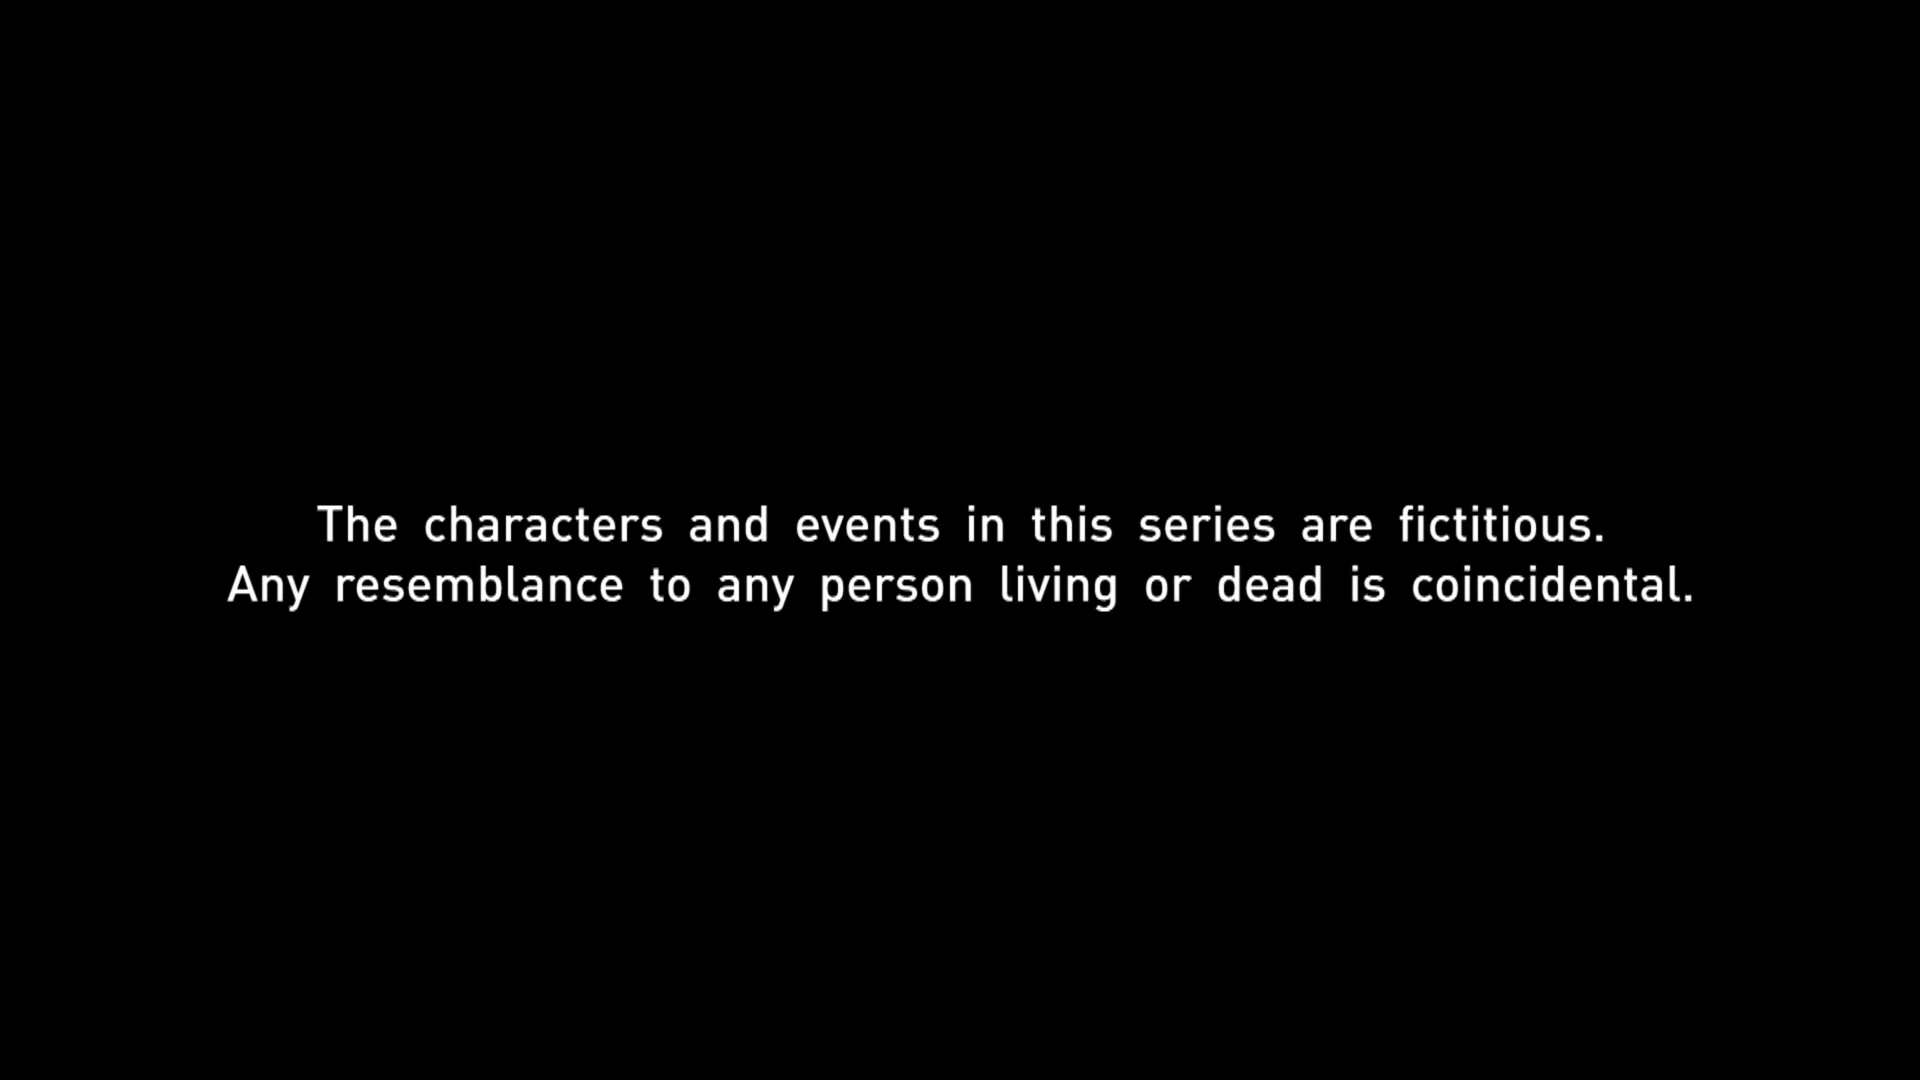 The characters and events in this series are fictitious.
Any resemblance to any person living or dead is coincidental.